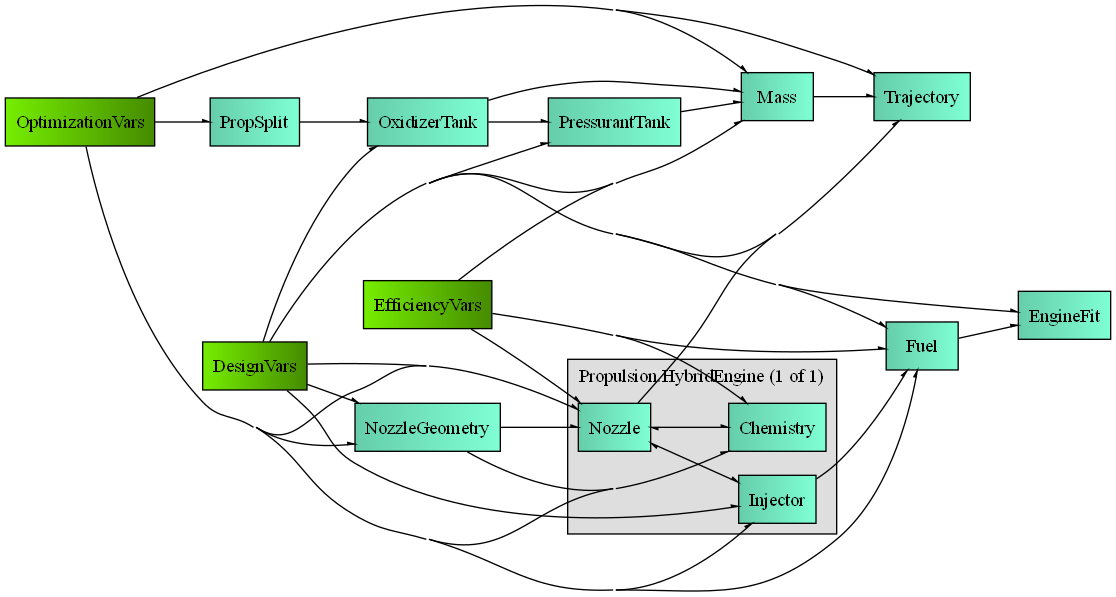 Mass
Trajectory
OptimizationVars
PropSplit
OxidizerTank
PressurantTank
EfficiencyVars
EngineFit
Fuel
DesignVars
Propulsion.HybridEngine (1 of 1)
NozzleGeometry
Nozzle
Chemistry
Injector